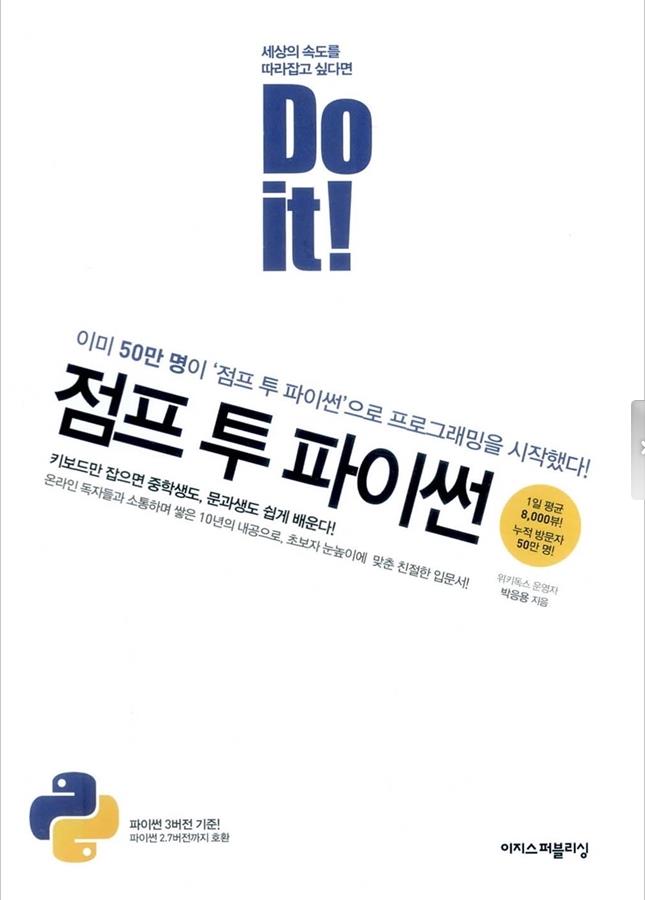 세상의 속도를
따라잡고 싶다면
Do
it!
이미 50만 명이 ‘점프 투 파이썬’으로 프로그래밍을 시작했다!
점프 투 파이썬
키보드만 잡으면 중학생도, 문과생도 쉽게 배운다!
온라인 독자들과 소통하며 쌓은 10년의 내공으로, 초보자 눈높이에 맞춘 친절한 입문서!
1일 평균
8,000뷰!
누적 방문자
50만 명!
위키독스 운영자
박응용 지음
파이썬 3버전 기준!
파이썬 2.7버전까지 호환
이지스퍼블리싱